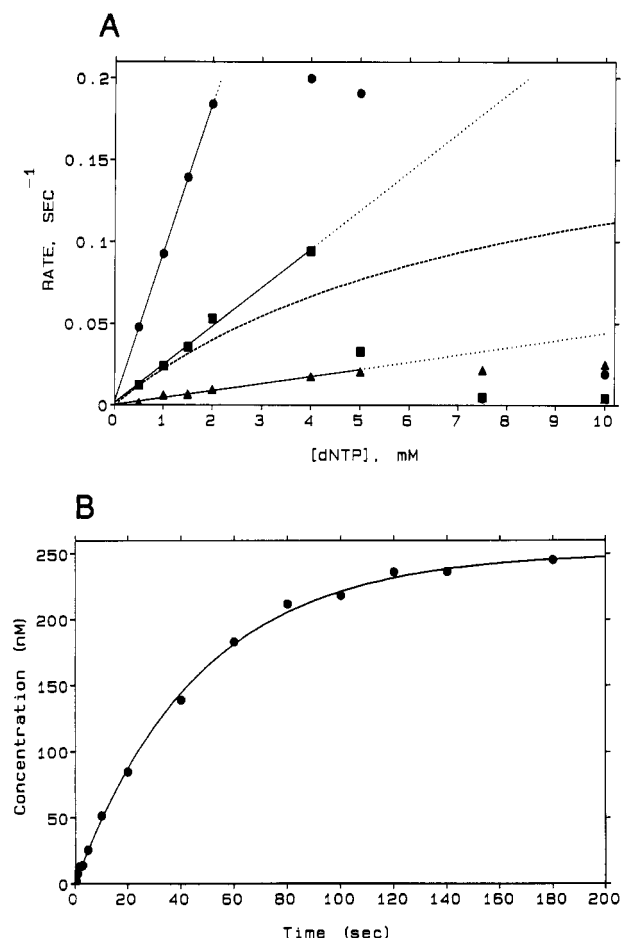 A
RATE, SEC⁻¹
0.2
0.15
0.1
0.05
0
0 1 2 3 4 5 6 7 8 9 10
[dNTP], mM
B
Concentration (nM)
250
200
150
100
50
0
0 20 40 60 80 100 120 140 160 180 200
Time (sec)